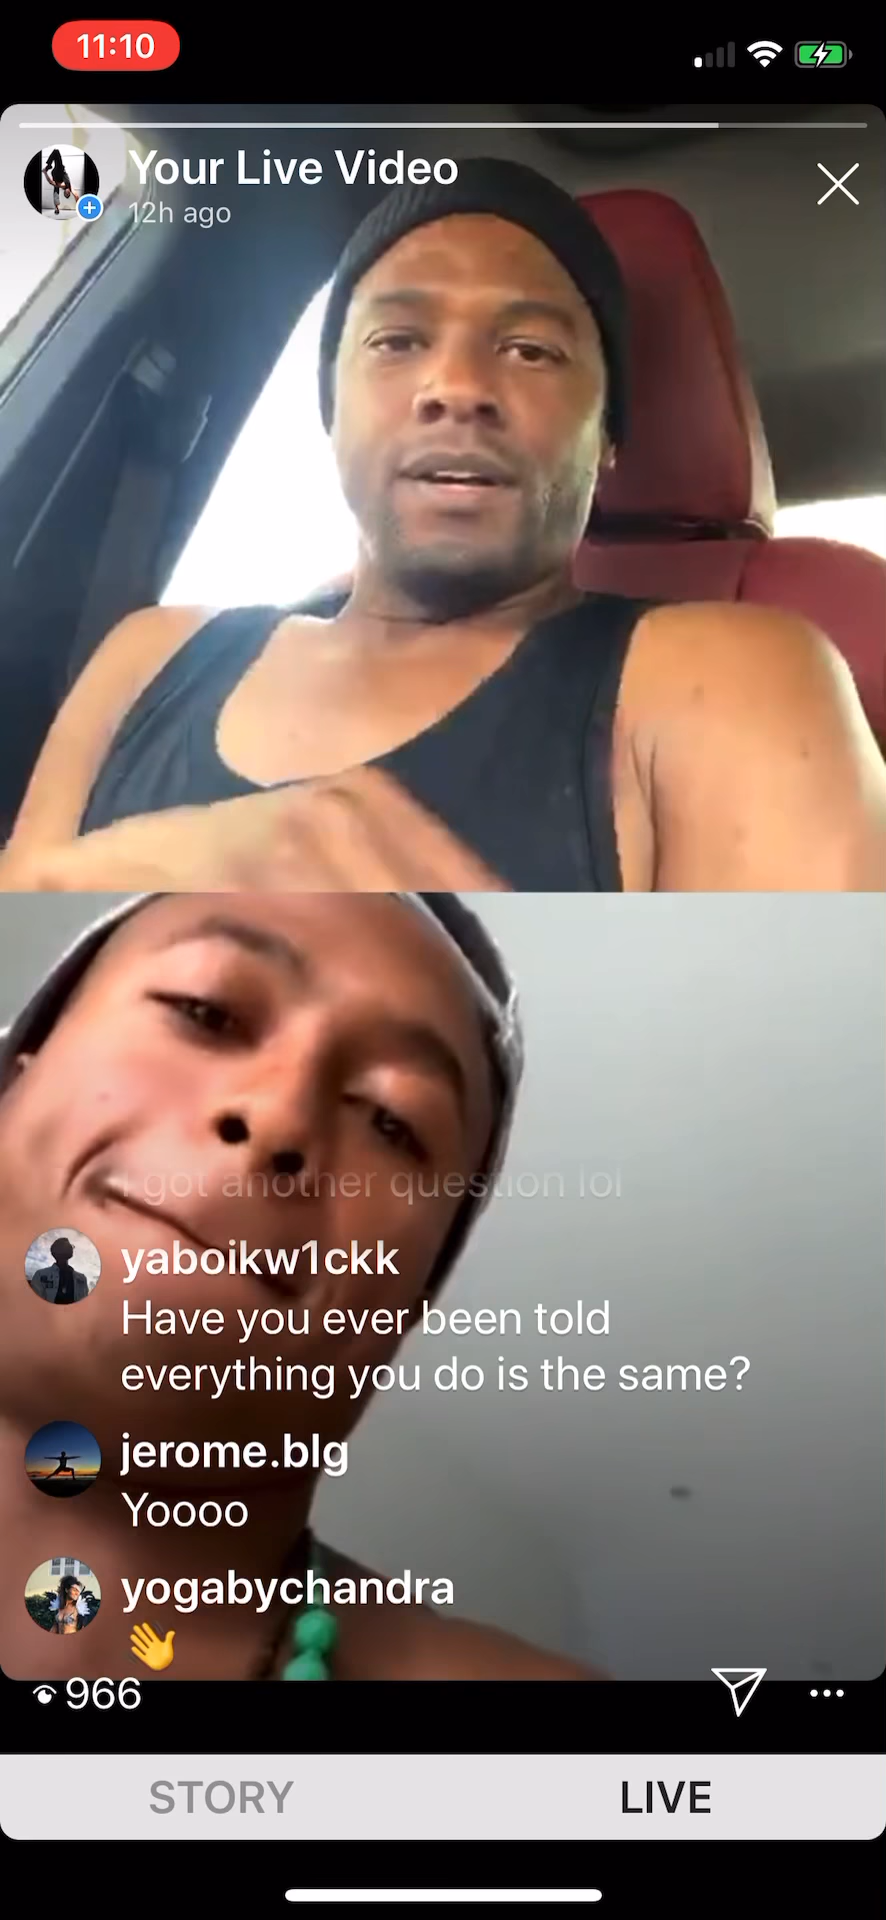 11:10
Your Live Video
12h ago
I got another question lol
yaboikw1ckk
Have you ever been told
everything you do is the same?
jerome.blg
Yoooo
yogabychandra
👋
966
STORY
LIVE